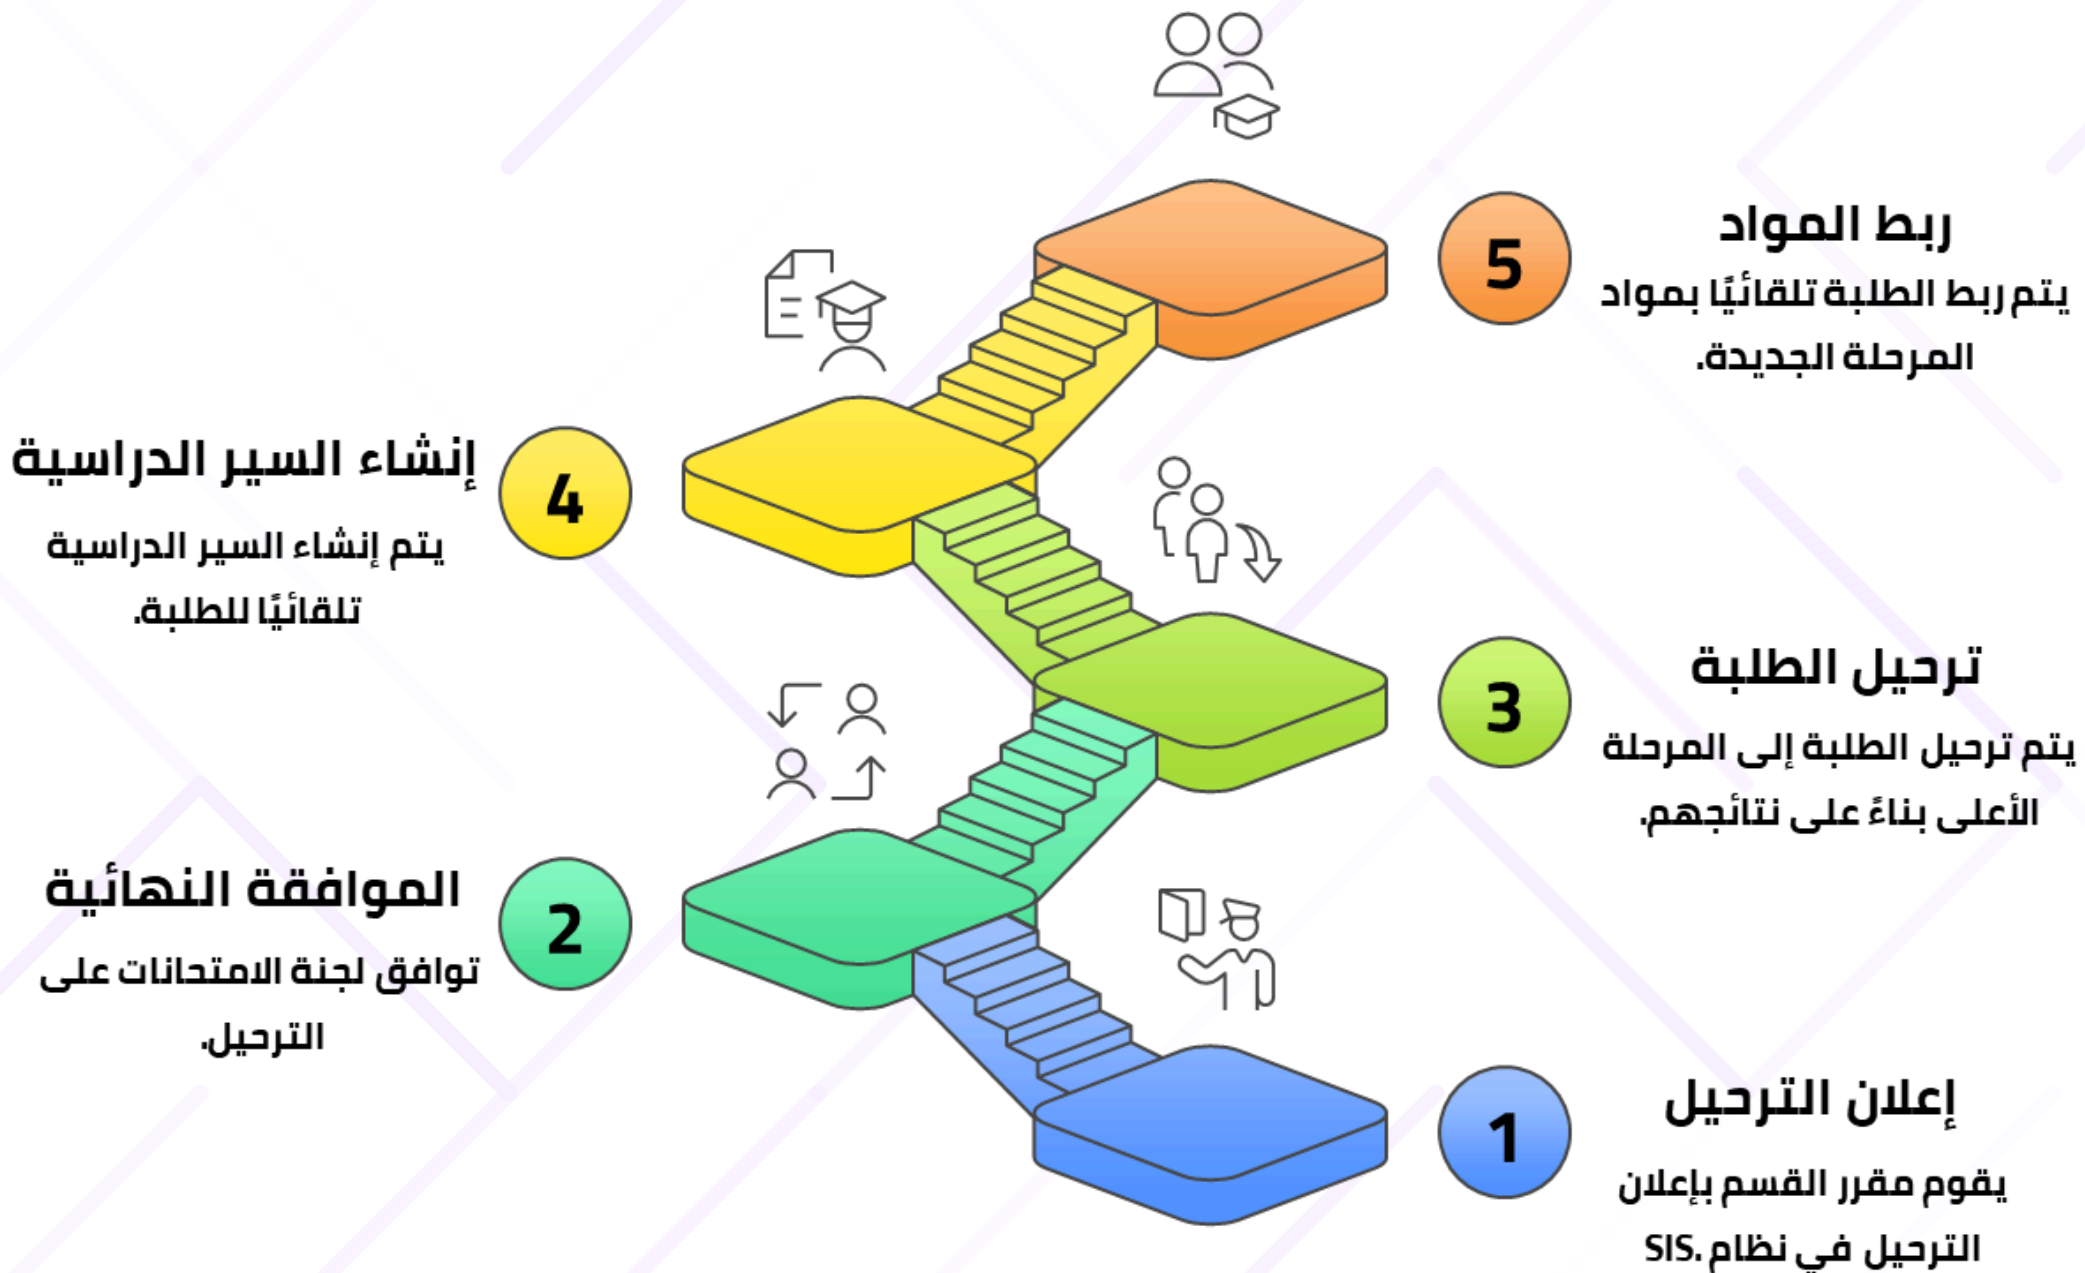 5
ربط المواد
يتم ربط الطلبة تلقائيًا بمواد
المرحلة الجديدة.
4
إنشاء السير الدراسية
يتم إنشاء السير الدراسية
تلقائيًا للطلبة.
3
ترحيل الطلبة
يتم ترحيل الطلبة إلى المرحلة
الأعلى بناءً على نتائجهم.
2
الموافقة النهائية
توافق لجنة الامتحانات على
الترحيل.
1
إعلان الترحيل
يقوم مقرر القسم بإعلان
الترحيل في نظام SIS.